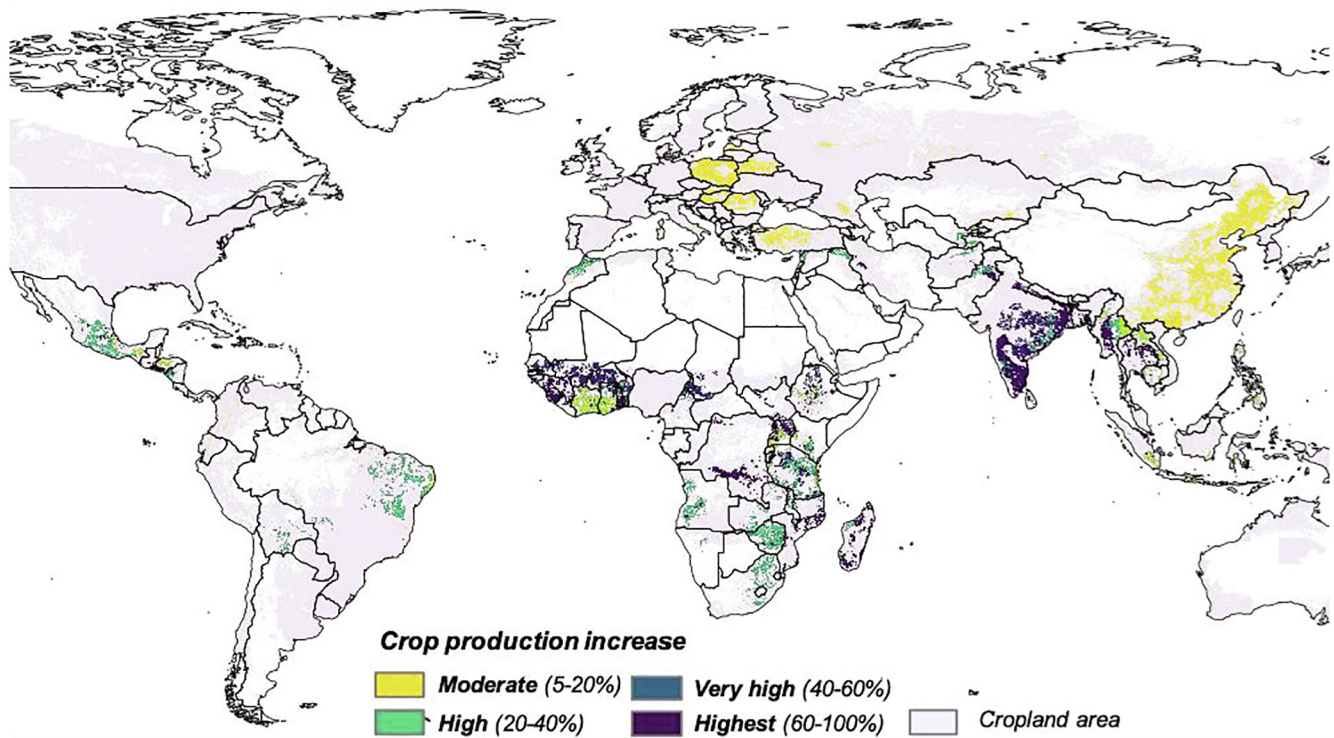 Crop production increase
Moderate (5-20%)
Very high (40-60%)
High (20-40%)
Highest (60-100%)
Cropland area